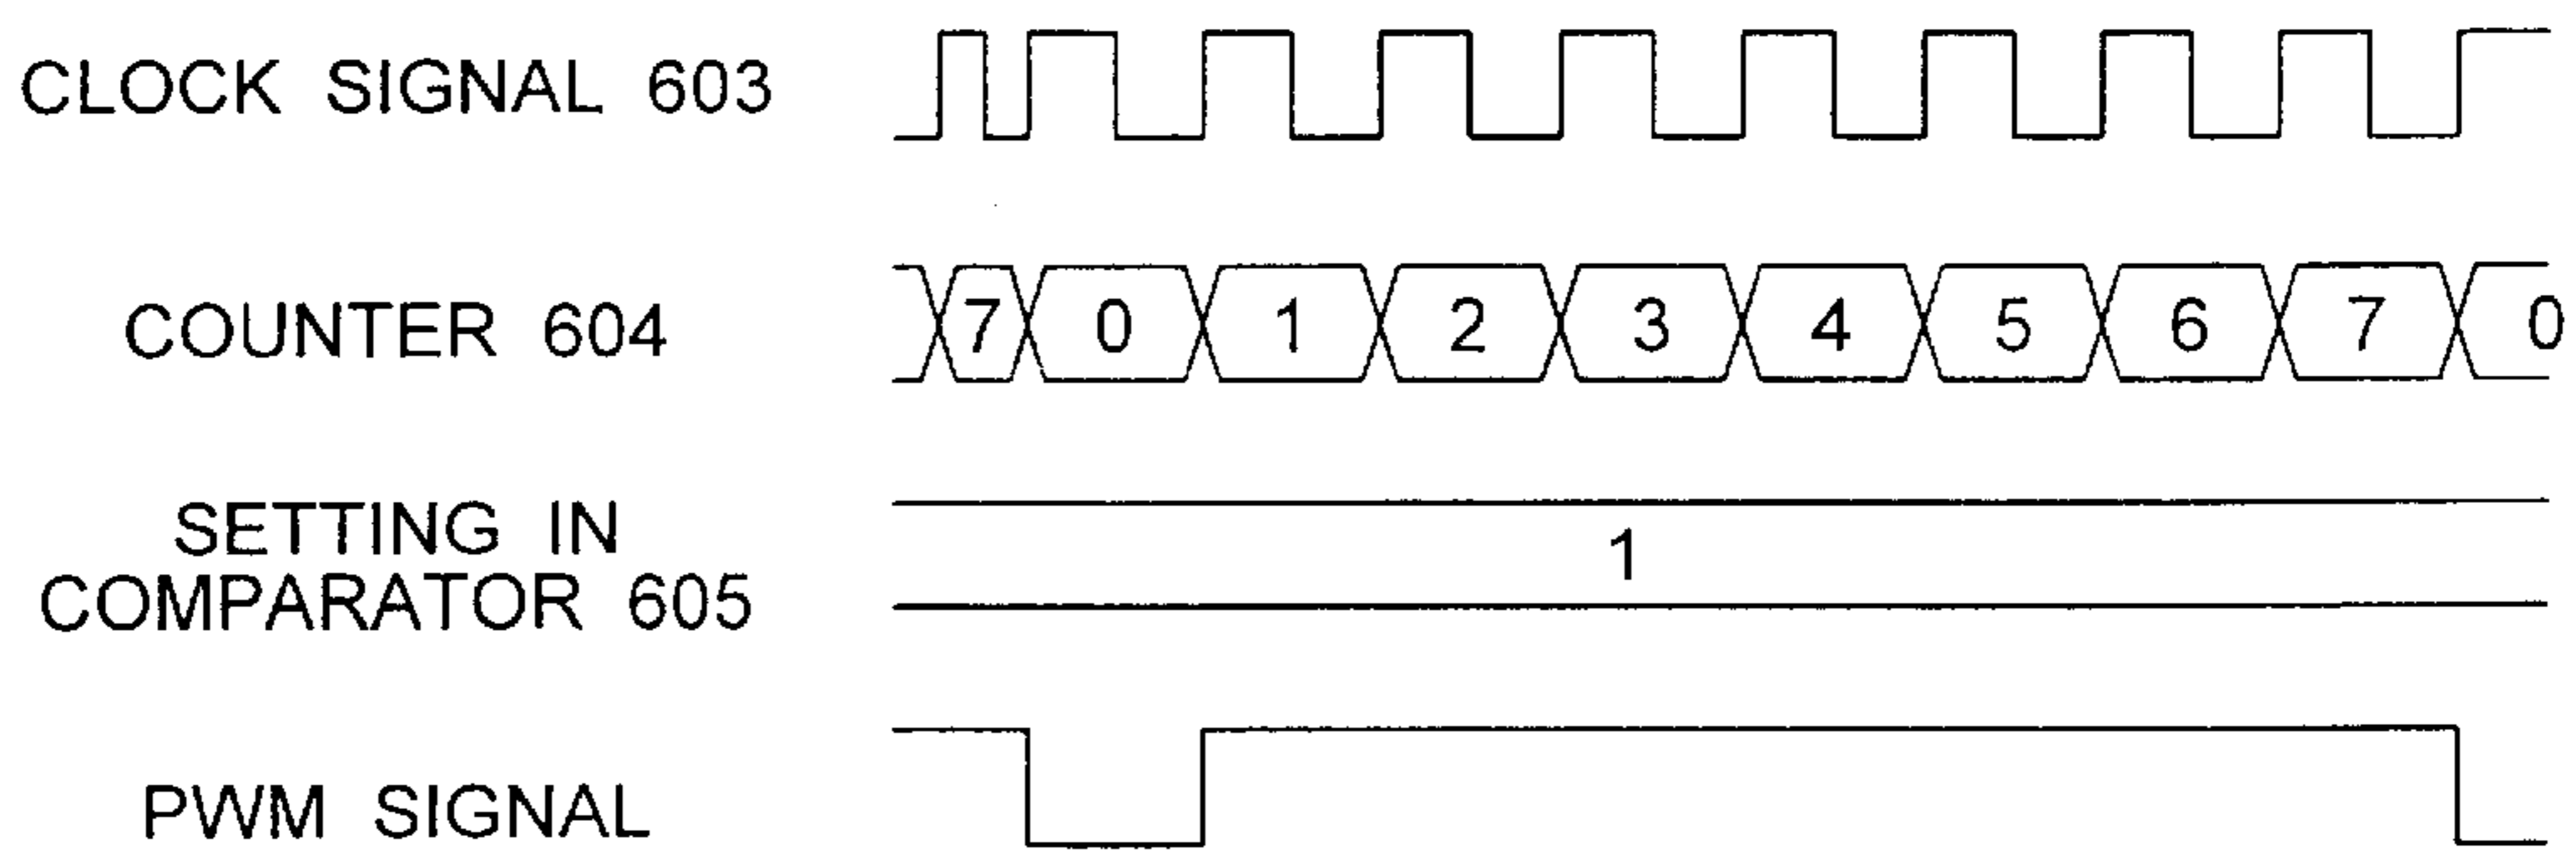 CLOCK SIGNAL 603
COUNTER 604 7 0 1 2 3 4 5 6 7 0
SETTING IN
COMPARATOR 605
1
PWM SIGNAL